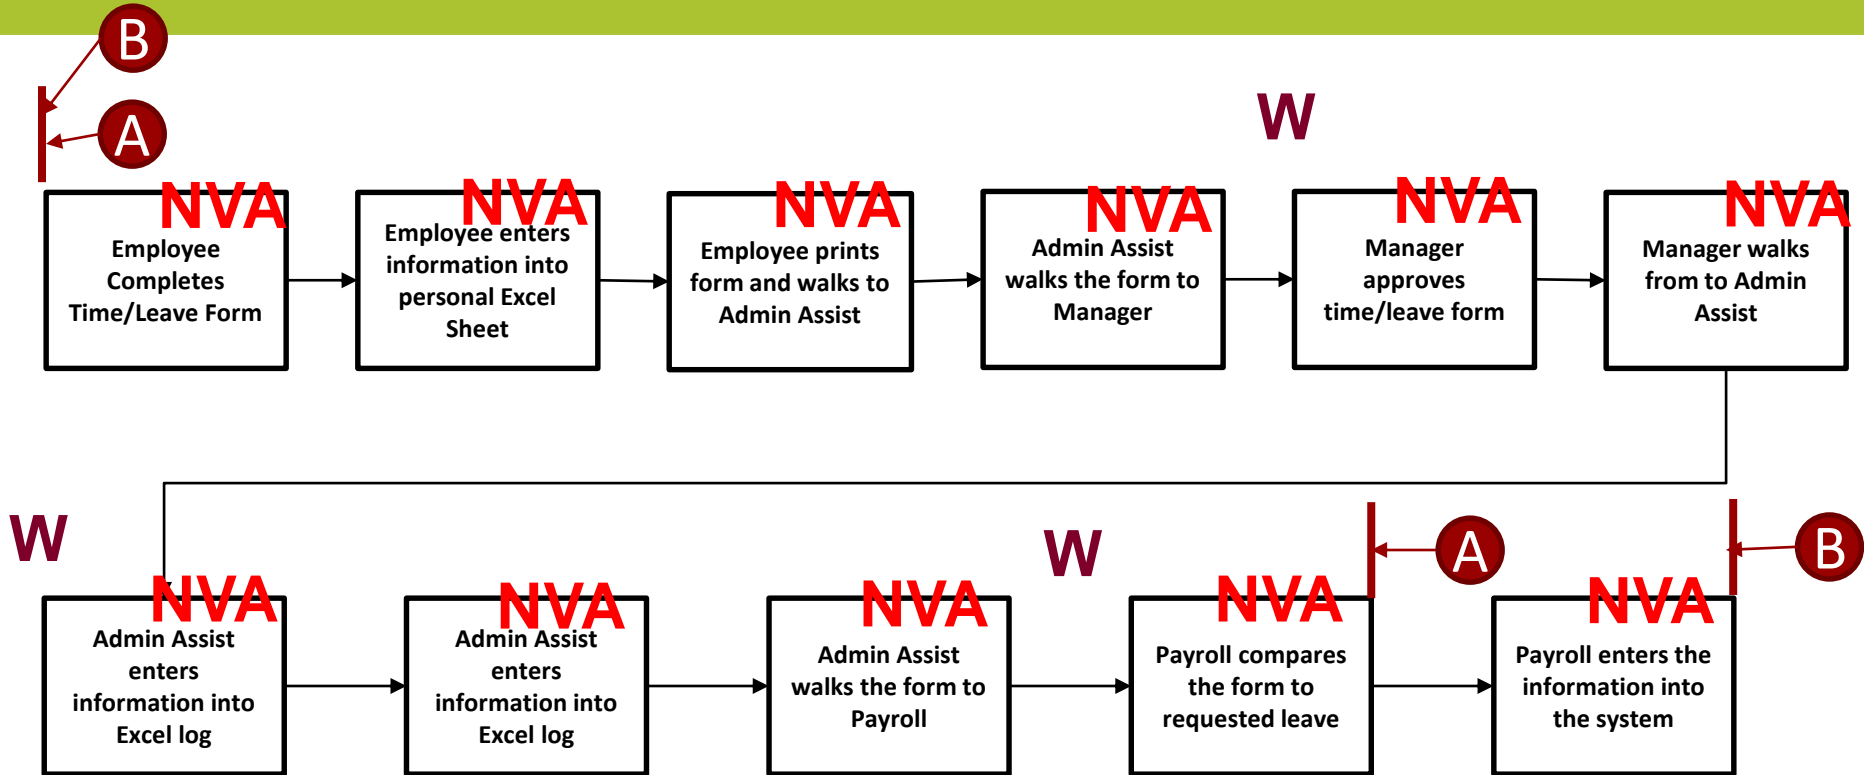 B
A
W
NVA
Employee
Completes
Time/Leave Form
NVA
Employee enters
information into
personal Excel
Sheet
NVA
Employee prints
form and walks to
Admin Assist
NVA
Admin Assist
walks the form to
Manager
NVA
Manager
approves
time/leave form
NVA
Manager walks
from to Admin
Assist
W
W
A
B
NVA
Admin Assist
enters
information into
Excel log
NVA
Admin Assist
enters
information into
Excel log
NVA
Admin Assist
walks the form to
Payroll
NVA
Payroll compares
the form to
requested leave
NVA
Payroll enters the
information into
the system